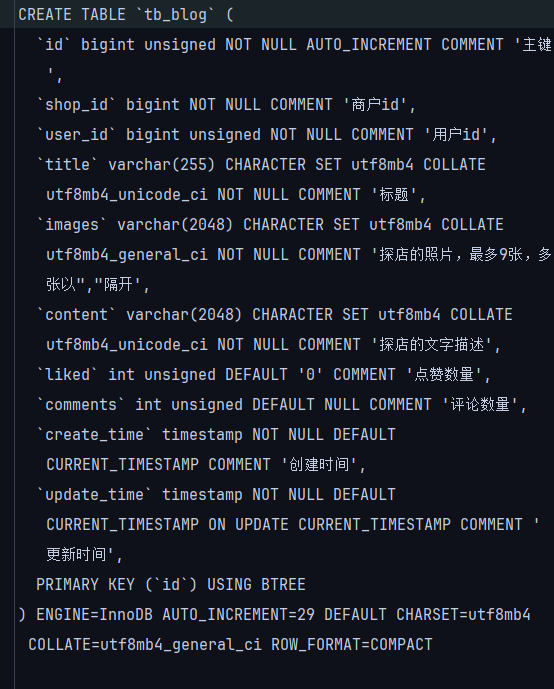 CREATE TABLE `tb_blog` (
`id` bigint unsigned NOT NULL AUTO_INCREMENT COMMENT '主键
',
`shop_id` bigint NOT NULL COMMENT '商户id',
`user_id` bigint unsigned NOT NULL COMMENT '用户id',
`title` varchar(255) CHARACTER SET utf8mb4 COLLATE
utf8mb4_unicode_ci NOT NULL COMMENT '标题',
`images` varchar(2048) CHARACTER SET utf8mb4 COLLATE
utf8mb4_general_ci NOT NULL COMMENT '探店的照片，最多9张，多
张以","隔开',
`content` varchar(2048) CHARACTER SET utf8mb4 COLLATE
utf8mb4_unicode_ci NOT NULL COMMENT '探店的文字描述',
`liked` int unsigned DEFAULT '0' COMMENT '点赞数量',
`comments` int unsigned DEFAULT NULL COMMENT '评论数量',
`create_time` timestamp NOT NULL DEFAULT
CURRENT_TIMESTAMP COMMENT '创建时间',
`update_time` timestamp NOT NULL DEFAULT
CURRENT_TIMESTAMP ON UPDATE CURRENT_TIMESTAMP COMMENT '
更新时间',
PRIMARY KEY (`id`) USING BTREE
) ENGINE=InnoDB AUTO_INCREMENT=29 DEFAULT CHARSET=utf8mb4
COLLATE=utf8mb4_general_ci ROW_FORMAT=COMPACT